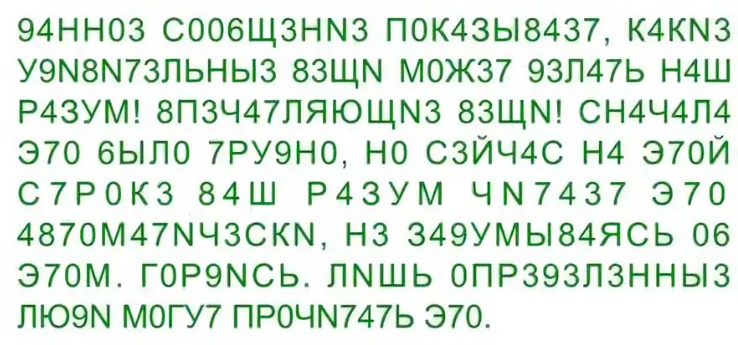 94НН03 С006Щ3НN3 П0К43Ы8437, К4КN3
У9N8N73ЛЬНЫ3 83ЩN М0Ж37 93Л47Ь Н4Ш
Р43УМ! 8П3Ч47ЛЯЮЩN3 83ЩN! СН4Ч4Л4
Э70 6ЫЛ0 7РУ9Н0, Н0 С3ЙЧ4С Н4 Э70Й
С7Р0К3 84Ш Р43УМ ЧN7437 Э70
4870М47NЧ3СКN, Н3 349УМЫ84ЯСЬ 06
Э70М. Г0Р9NСЬ. ЛNШЬ 0ПР393Л3ННЫ3
ЛЮ9N М0ГУ7 ПР0ЧN747Ь Э70.